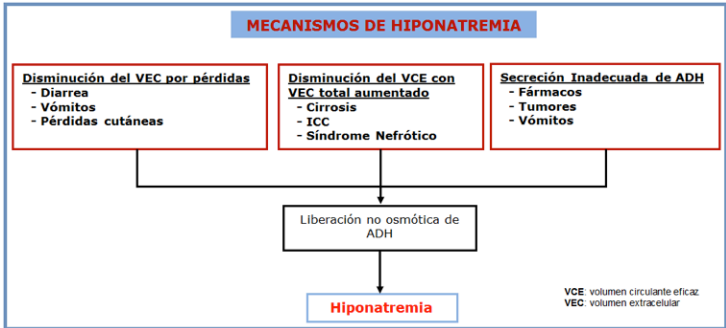 MECANISMOS DE HIPONATREMIA
Disminución del VEC por pérdidas
- Diarrea
- Vómitos
- Pérdidas cutáneas
Disminución del VCE con
VEC total aumentado
- Cirrosis
- ICC
- Síndrome Nefrótico
Secreción Inadecuada de ADH
- Fármacos
- Tumores
- Vómitos
Liberación no osmótica de
ADH
Hiponatremia
VCE: volumen circulante eficaz
VEC: volumen extracelular